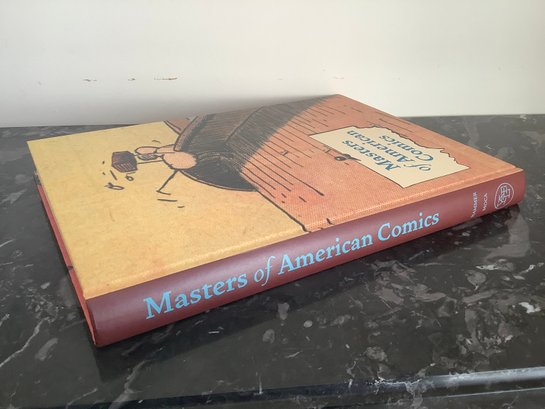 Masters
of American
Comics
Masters of American Comics